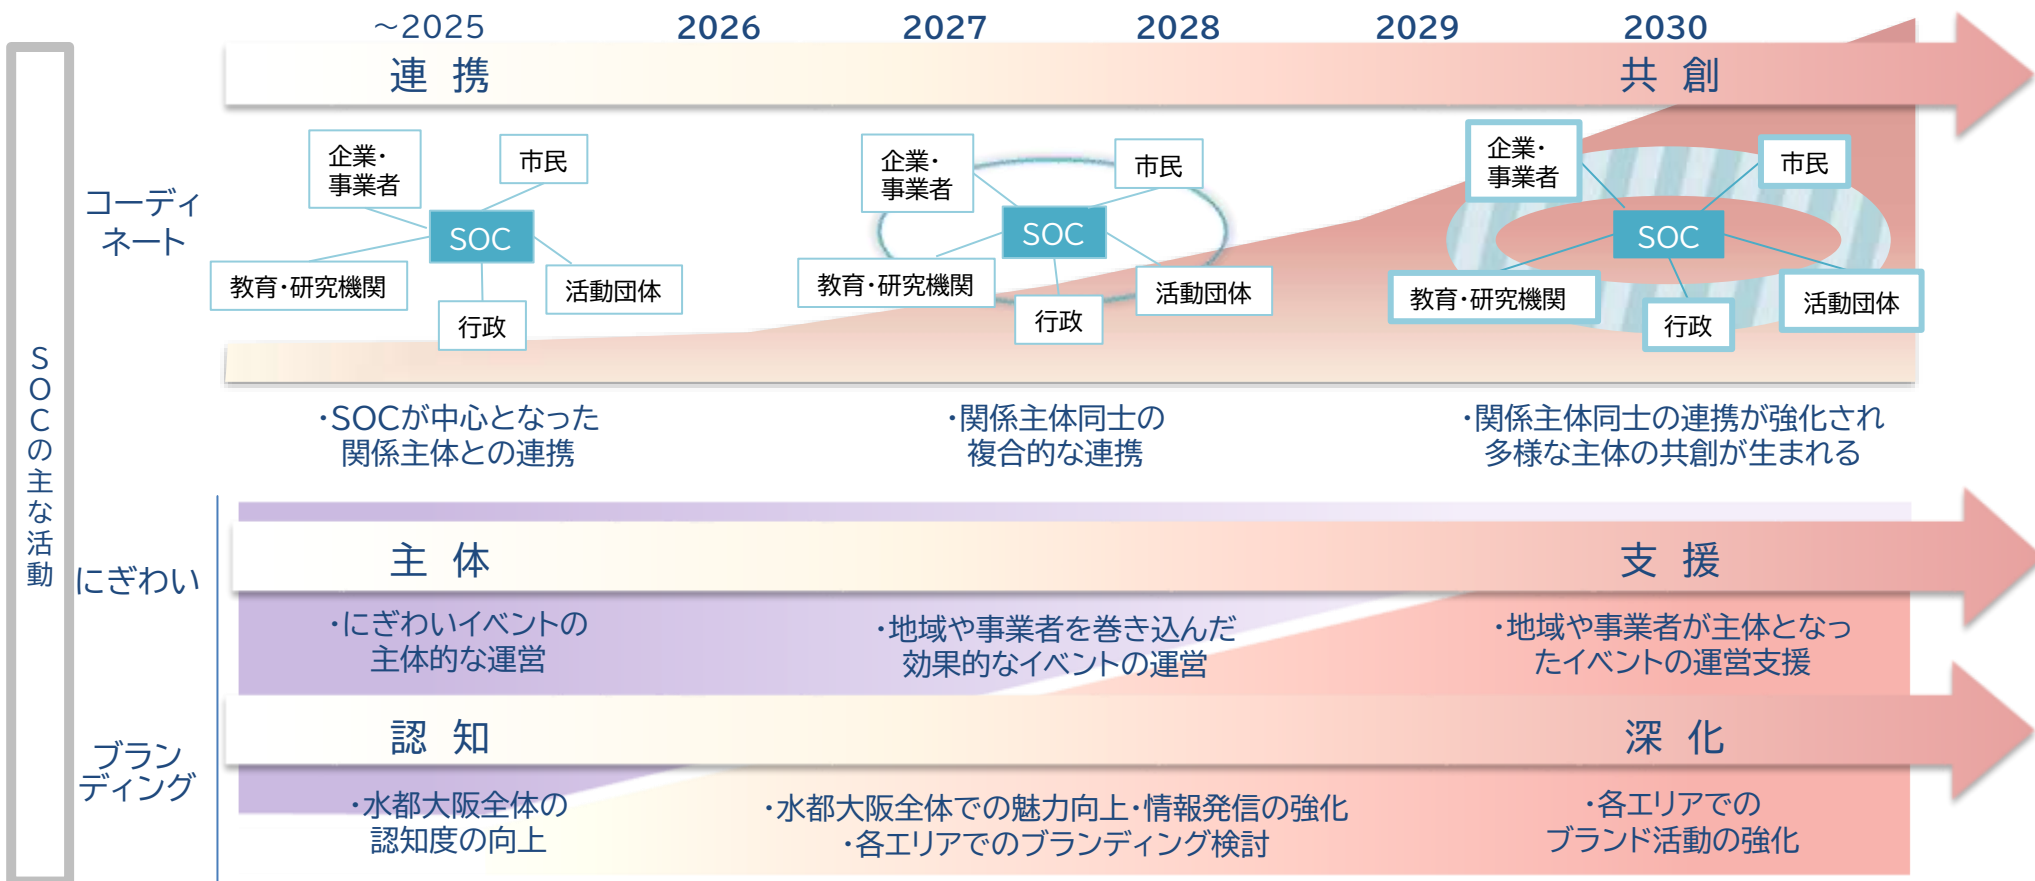 ~2025 2026 2027 2028 2029 2030
連 携 共 創
SOCの主な活動
コーディ
ネート
企業・
事業者
市民
SOC
教育・研究機関
活動団体
行政
企業・
事業者
市民
SOC
教育・研究機関
活動団体
行政
企業・
事業者
市民
SOC
教育・研究機関
活動団体
行政
・SOCが中心となった
関係主体との連携
・関係主体同士の
複合的な連携
・関係主体同士の連携が強化され
多様な主体の共創が生まれる
にぎわい
主 体 支 援
・にぎわいイベントの
主体的な運営
・地域や事業者を巻き込んだ
効果的なイベントの運営
・地域や事業者が主体となっ
たイベントの運営支援
ブラン
ディング
認 知 深 化
・水都大阪全体の
認知度の向上
・水都大阪全体での魅力向上・情報発信の強化
・各エリアでのブランディング検討
・各エリアでの
ブランド活動の強化